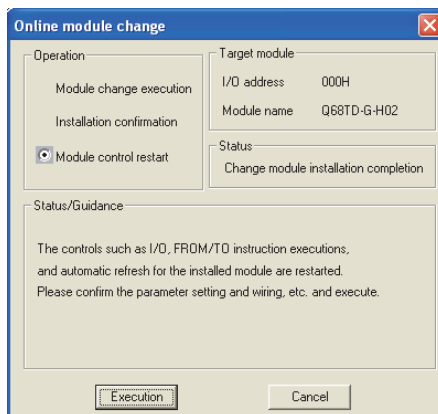 Online module change
Operation
Module change execution
Installation confirmation
Module control restart
Target module
I/O address 000H
Module name Q68TD-G-H02
Status
Change module installation completion
Status/Guidance
The controls such as I/O, FROM/TO instruction executions,
and automatic refresh for the installed module are restarted.
Please confirm the parameter setting and wiring, etc. and execute.
Execution Cancel